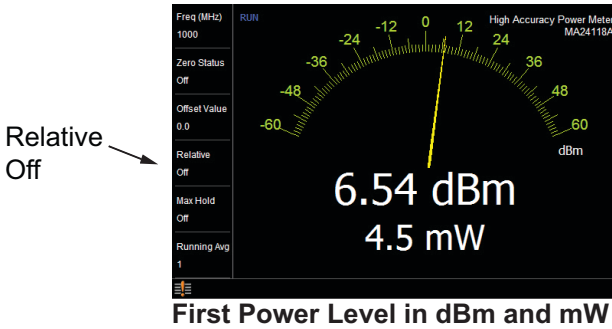 Freq (MHz)
1000
Zero Status
Off
Offset Value
0.0
Relative
Off
Max Hold
Off
Running Avg
1
RUN
High Accuracy Power Meter
MA24118A
-60
-48
-36
-24
-12
0
12
24
36
48
60
dBm
6.54 dBm
4.5 mW
Relative
Off
First Power Level in dBm and mW